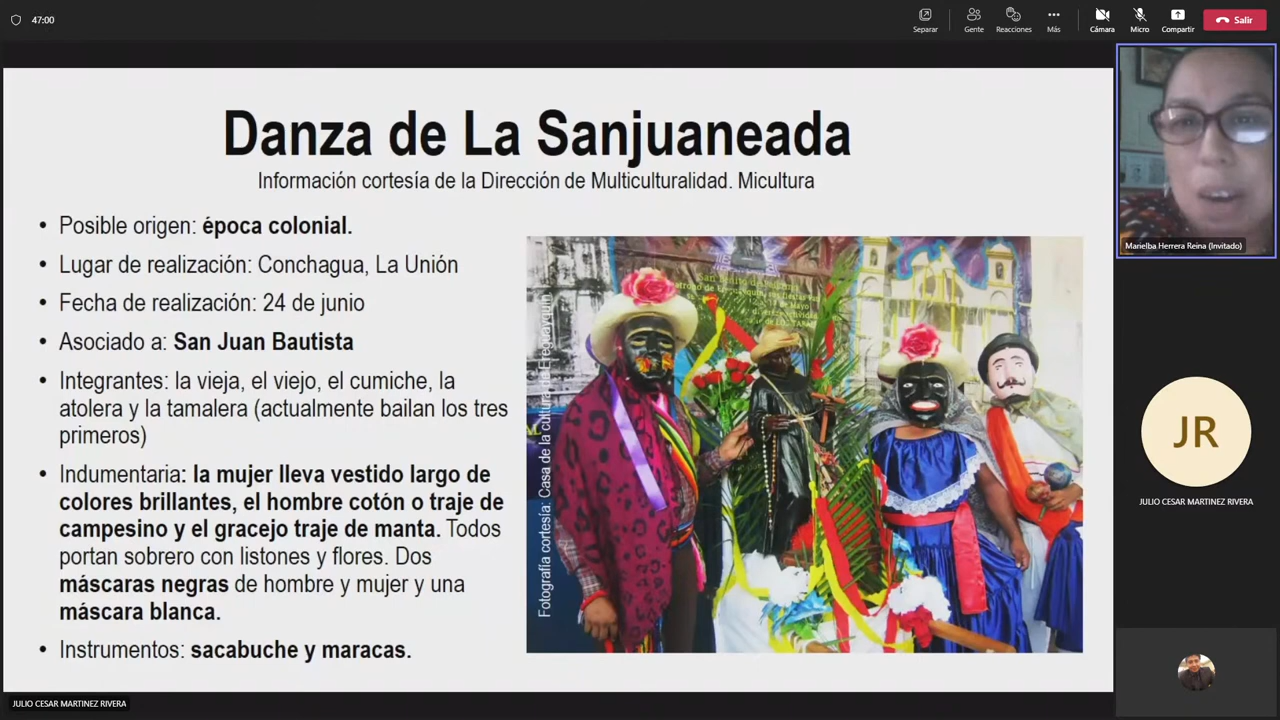 47:00
Separar
Gente
Reacciones
Más
Cámara
Micro
Compartir
Salir
Danza de La Sanjuaneada
Información cortesía de la Dirección de Multiculturalidad. Micultura
• Posible origen: época colonial.
• Lugar de realización: Conchagua, La Unión
• Fecha de realización: 24 de junio
• Asociado a: San Juan Bautista
• Integrantes: la vieja, el viejo, el cumiche, la
atolera y la tamalera (actualmente bailan los tres
primeros)
• Indumentaria: la mujer lleva vestido largo de
colores brillantes, el hombre cotón o traje de
campesino y el gracejo traje de manta. Todos
portan sobrero con listones y flores. Dos
máscaras negras de hombre y mujer y una
máscara blanca.
• Instrumentos: sacabuche y maracas.
Fotografía cortesía: Casa de la cultura de Ereguayquín
San Benito de Palermo
Marielba Herrera Reina (Invitado)
JR
JULIO CESAR MARTINEZ RIVERA
JULIO CESAR MARTINEZ RIVERA